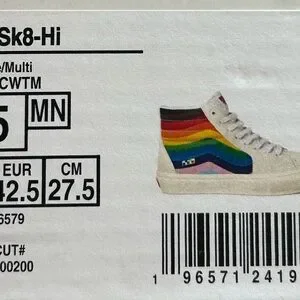 Sk8-Hi
e/Multi
CWTM
5 MN
EUR CM
42.5 27.5
6579
CUT#
00200
1 96571 2419